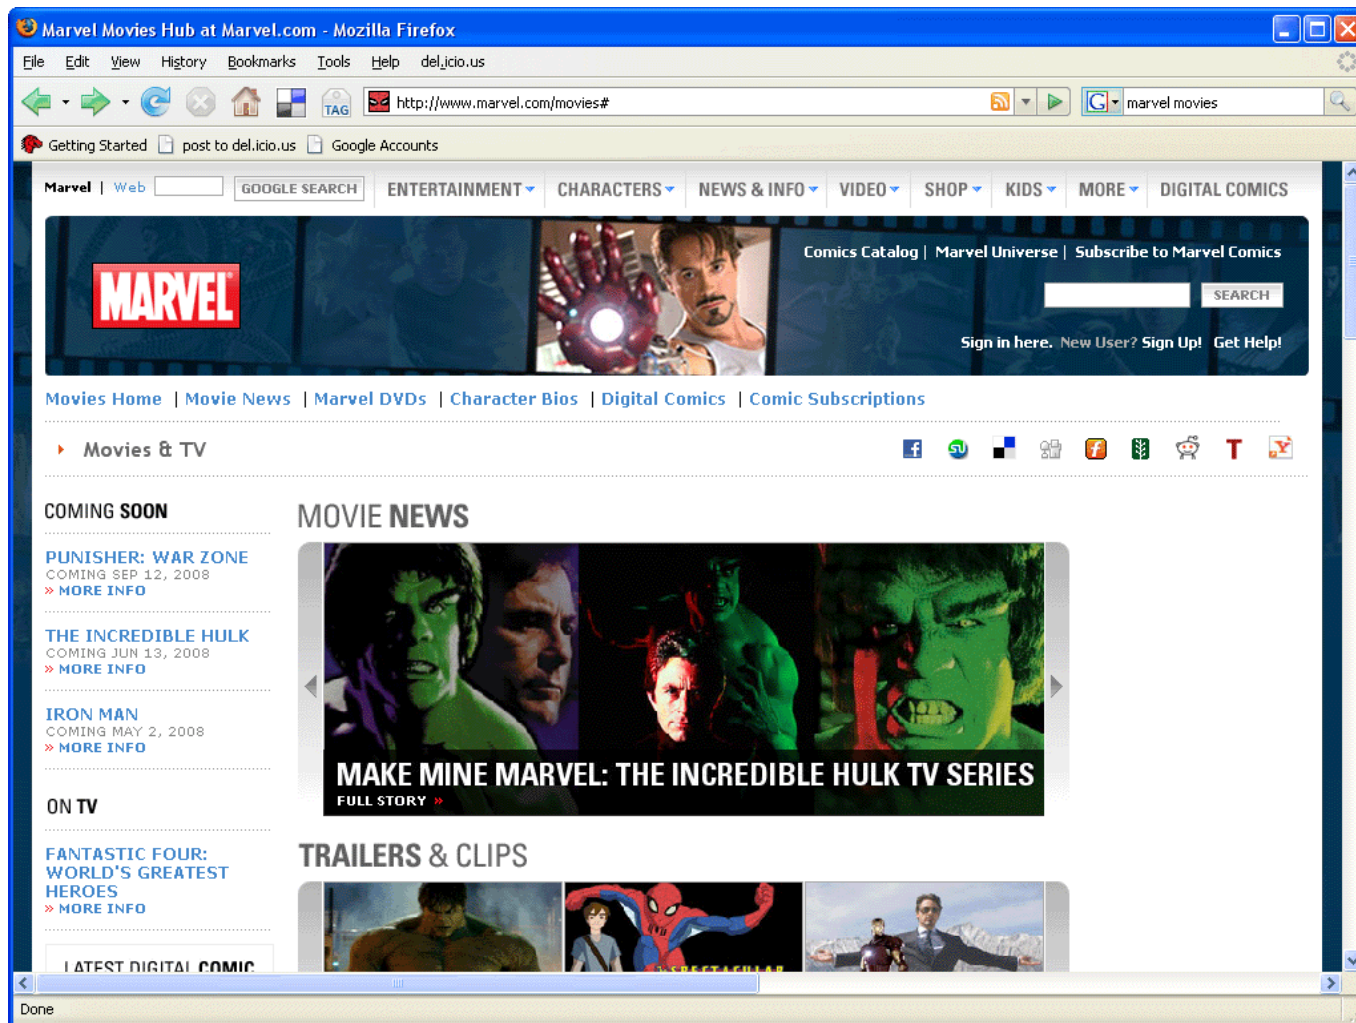 Marvel Movies Hub at Marvel.com - Mozilla Firefox
File Edit View History Bookmarks Tools Help del.icio.us
TAG http://www.marvel.com/movies# G marvel movies
Getting Started post to del.icio.us Google Accounts
Marvel | Web GOOGLE SEARCH ENTERTAINMENT CHARACTERS NEWS & INFO VIDEO SHOP KIDS MORE DIGITAL COMICS
Comics Catalog | Marvel Universe | Subscribe to Marvel Comics
MARVEL
SEARCH
Sign in here. New User? Sign Up! Get Help!
Movies Home | Movie News | Marvel DVDs | Character Bios | Digital Comics | Comic Subscriptions
Movies & TV
COMING SOON
PUNISHER: WAR ZONE
COMING SEP 12, 2008
» MORE INFO
THE INCREDIBLE HULK
COMING JUN 13, 2008
» MORE INFO
IRON MAN
COMING MAY 2, 2008
» MORE INFO
ON TV
FANTASTIC FOUR:
WORLD'S GREATEST
HEROES
» MORE INFO
LATEST DIGITAL COMIC
MOVIE NEWS
MAKE MINE MARVEL: THE INCREDIBLE HULK TV SERIES
FULL STORY »
TRAILERS & CLIPS
SPECTACULAR
Done